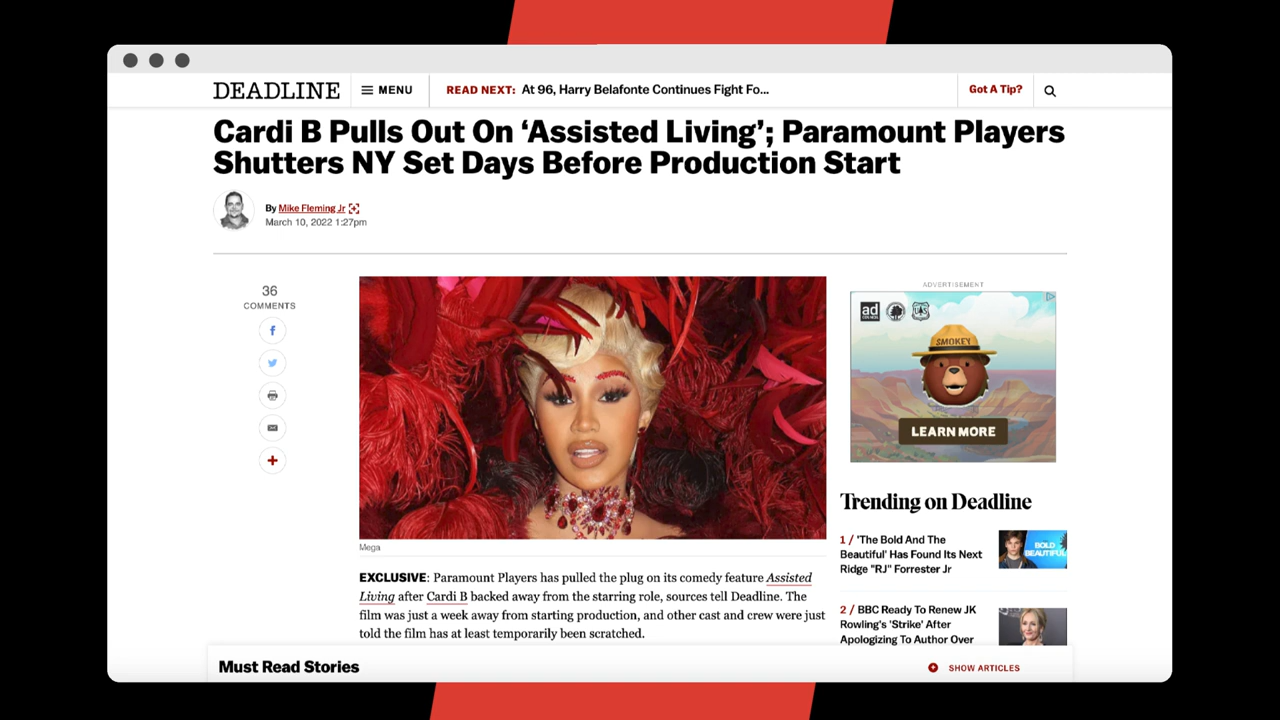 DEADLINE
MENU
READ NEXT: At 96, Harry Belafonte Continues Fight Fo...
Got A Tip?
Cardi B Pulls Out On ‘Assisted Living’; Paramount Players
Shutters NY Set Days Before Production Start
By Mike Fleming Jr
March 10, 2022 1:27pm
36
COMMENTS
Mega
EXCLUSIVE: Paramount Players has pulled the plug on its comedy feature Assisted
Living after Cardi B backed away from the starring role, sources tell Deadline. The
film was just a week away from starting production, and other cast and crew were just
told the film has at least temporarily been scratched.
ADVERTISEMENT
ad
SMOKEY
LEARN MORE
Trending on Deadline
1 / 'The Bold And The
Beautiful' Has Found Its Next
Ridge "RJ" Forrester Jr
BOLD
BEAUTIFUL
2 / BBC Ready To Renew JK
Rowling's 'Strike' After
Apologizing To Author Over
Must Read Stories
SHOW ARTICLES